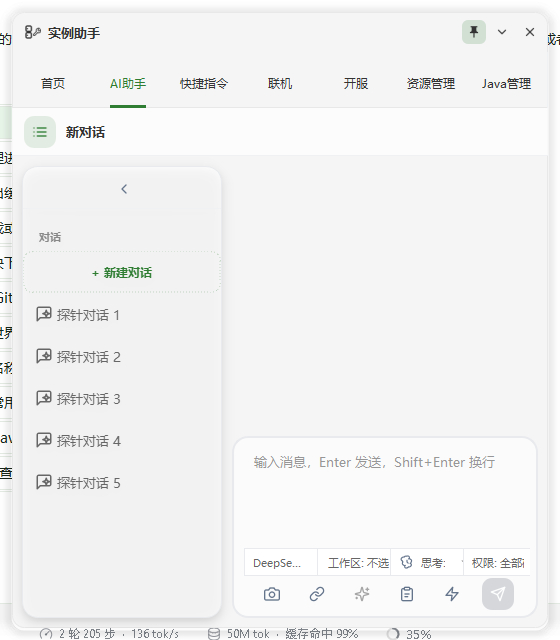 实例助手
首页 AI助手 快捷指令 联机 开服 资源管理 Java管理
新对话
对话
+ 新建对话
探针对话 1
探针对话 2
探针对话 3
探针对话 4
探针对话 5
输入消息，Enter 发送，Shift+Enter 换行
DeepSe... 工作区: 不选 思考: 权限: 全部
2 轮 205 步 · 136 tok/s 50M tok · 缓存命中 99% 35%